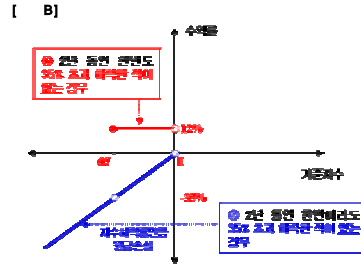 [ B]
수익률
① 2년 동안 한번도
35% 초과 하락한 적이
없는 경우
12%
0
기준지수
-35%
② 2년 동안 한번이라도
35% 초과 하락한 적이 있는
경우
지수하락률만큼
원금손실